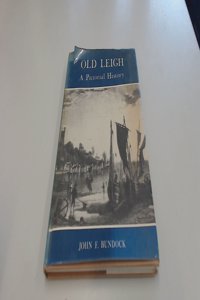 OLD LEIGH
A Pictorial History
JOHN F. BUNDOCK